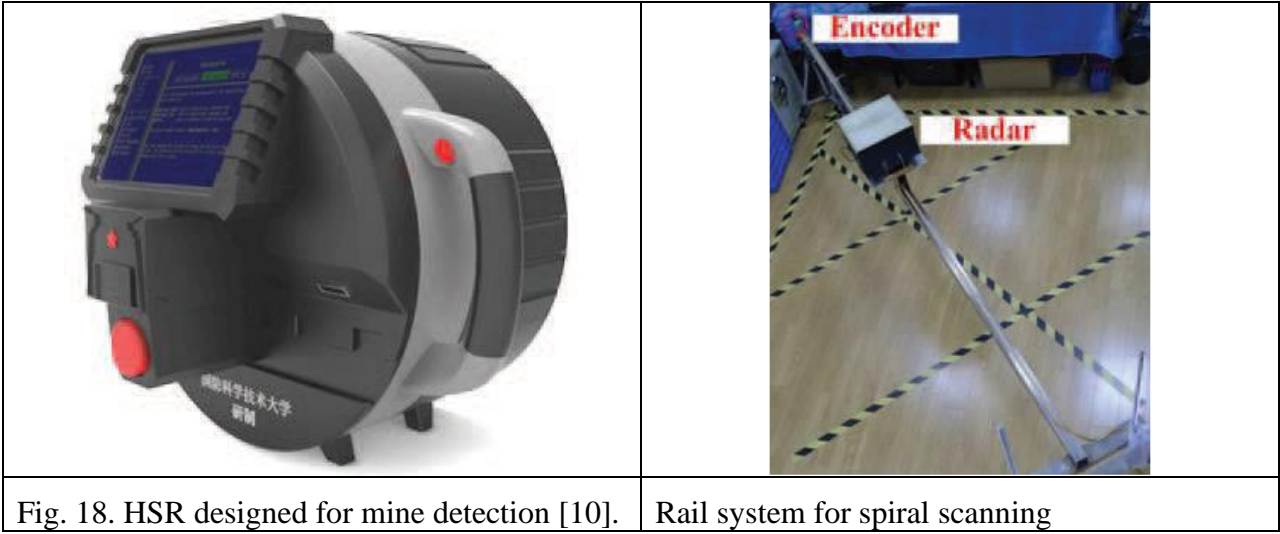 国防科学技术大学
研制
Encoder
Radar
Fig. 18. HSR designed for mine detection [10].
Rail system for spiral scanning